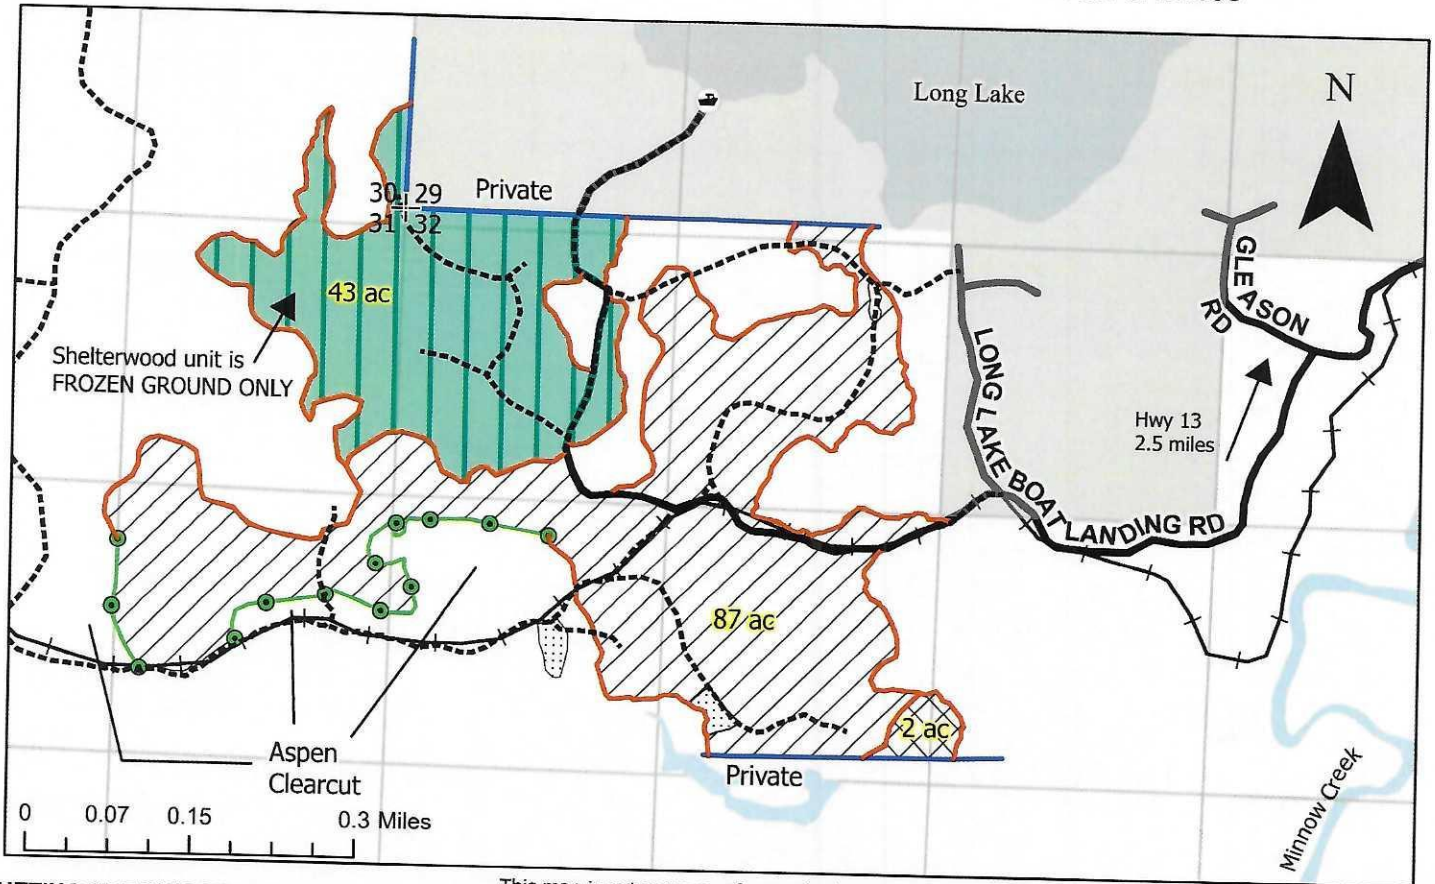 Long Lake
N
30 29
31 32
Private
43 ac
Shelterwood unit is
FROZEN GROUND ONLY
GLEASON
RD
Hwy 13
2.5 miles
LONG LAKE BOAT LANDING RD
87 ac
2 ac
Aspen
Clearcut
Private
Minnow Creek
0 0.07 0.15 0.3 Miles